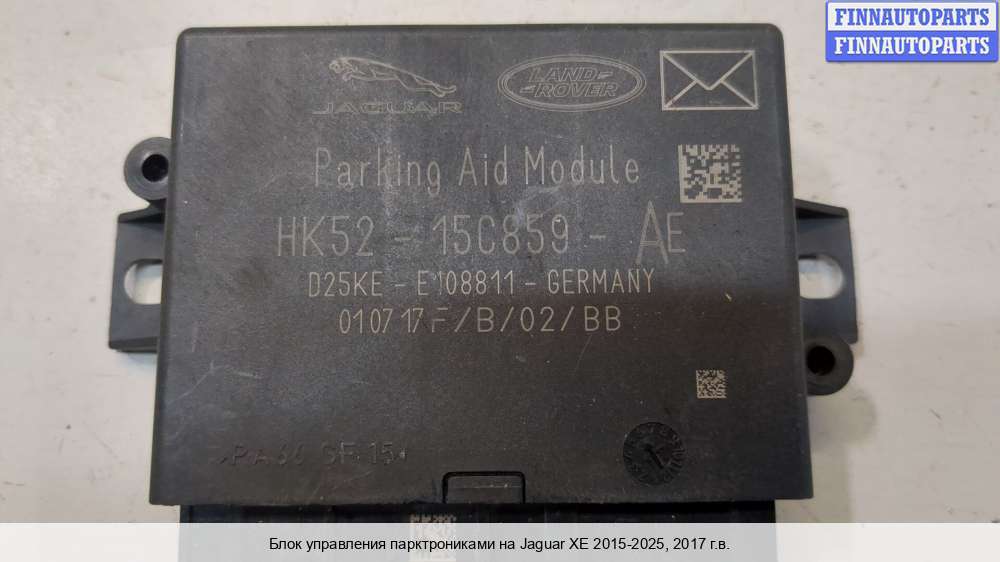 FINNAUTOPARTS
FINNAUTOPARTS
JAGUAR
LAND
ROVER
Parking Aid Module
HK52 - 15C859 - AE
D25KE - E108811 - GERMANY
010717F/B/02/BB
Блок управления парктрониками на Jaguar XE 2015-2025, 2017 г.в.